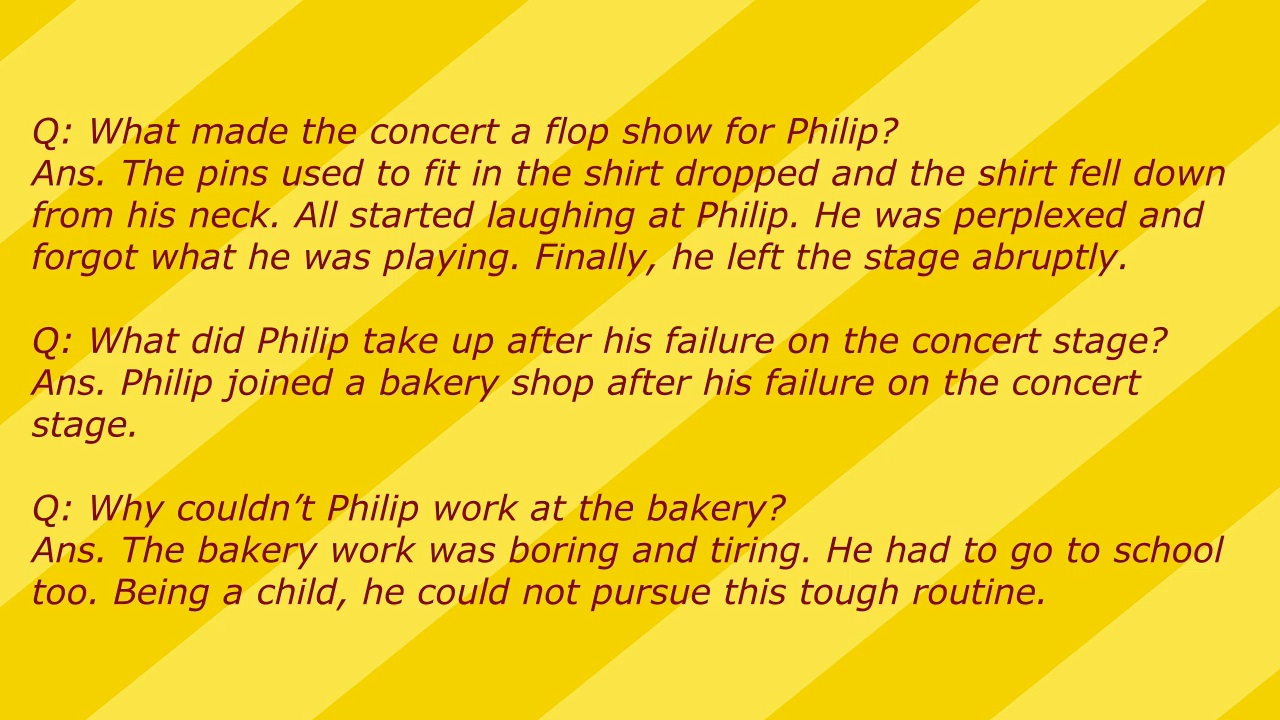 Q: What made the concert a flop show for Philip?
Ans. The pins used to fit in the shirt dropped and the shirt fell down
from his neck. All started laughing at Philip. He was perplexed and
forgot what he was playing. Finally, he left the stage abruptly.
Q: What did Philip take up after his failure on the concert stage?
Ans. Philip joined a bakery shop after his failure on the concert
stage.
Q: Why couldn’t Philip work at the bakery?
Ans. The bakery work was boring and tiring. He had to go to school
too. Being a child, he could not pursue this tough routine.